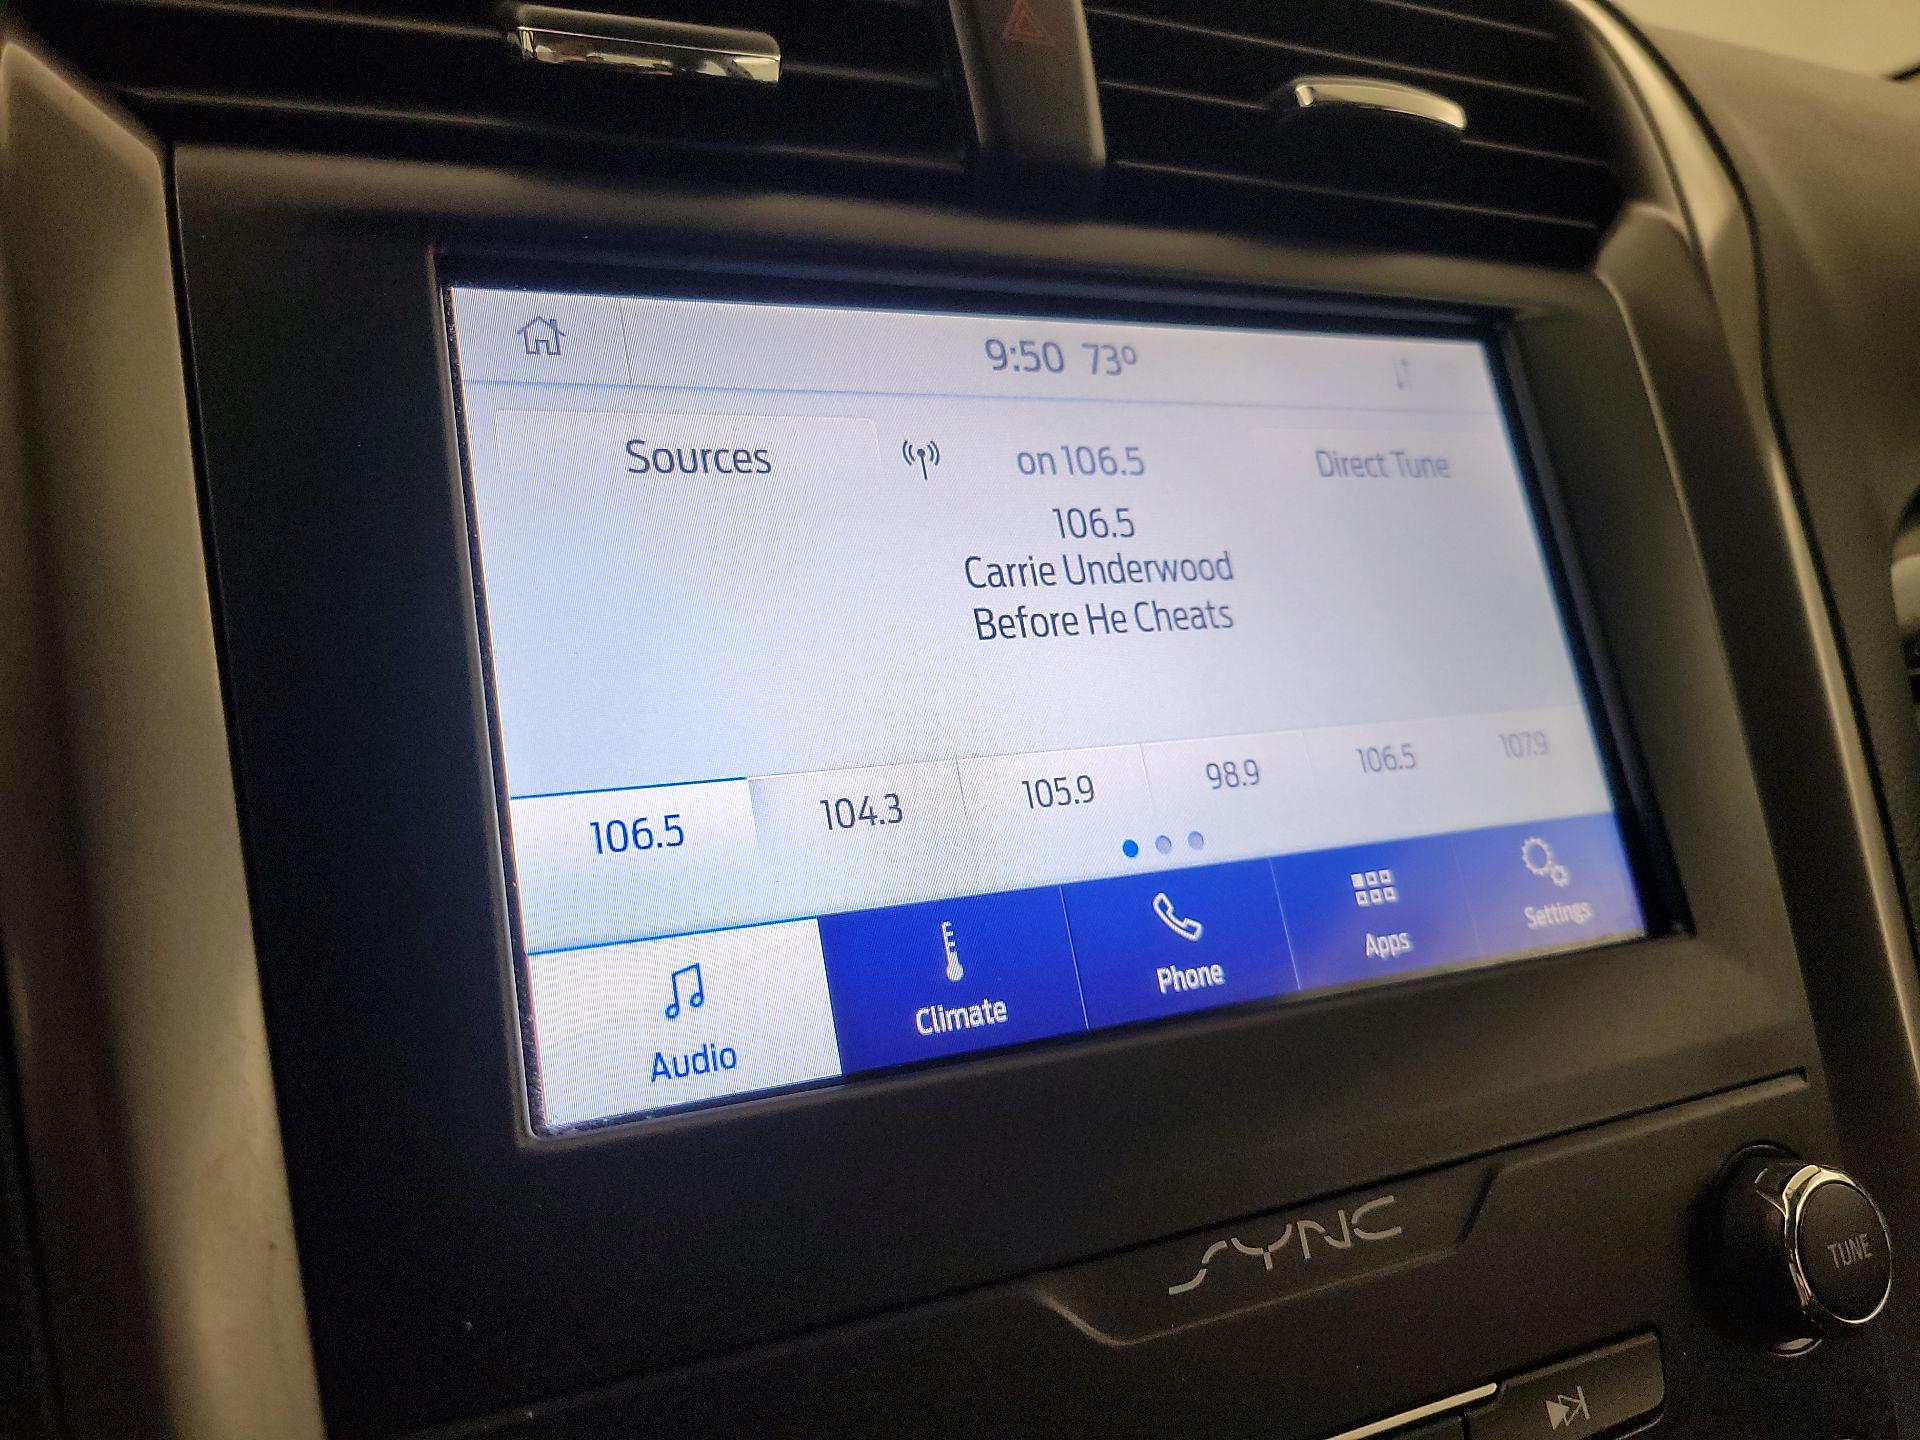 9:50 73°
Sources on 106.5 Direct Tune
106.5
Carrie Underwood
Before He Cheats
106.5 104.3 105.9 98.9 106.5 107.9
Audio Climate Phone Apps Settings
SYNC
TUNE